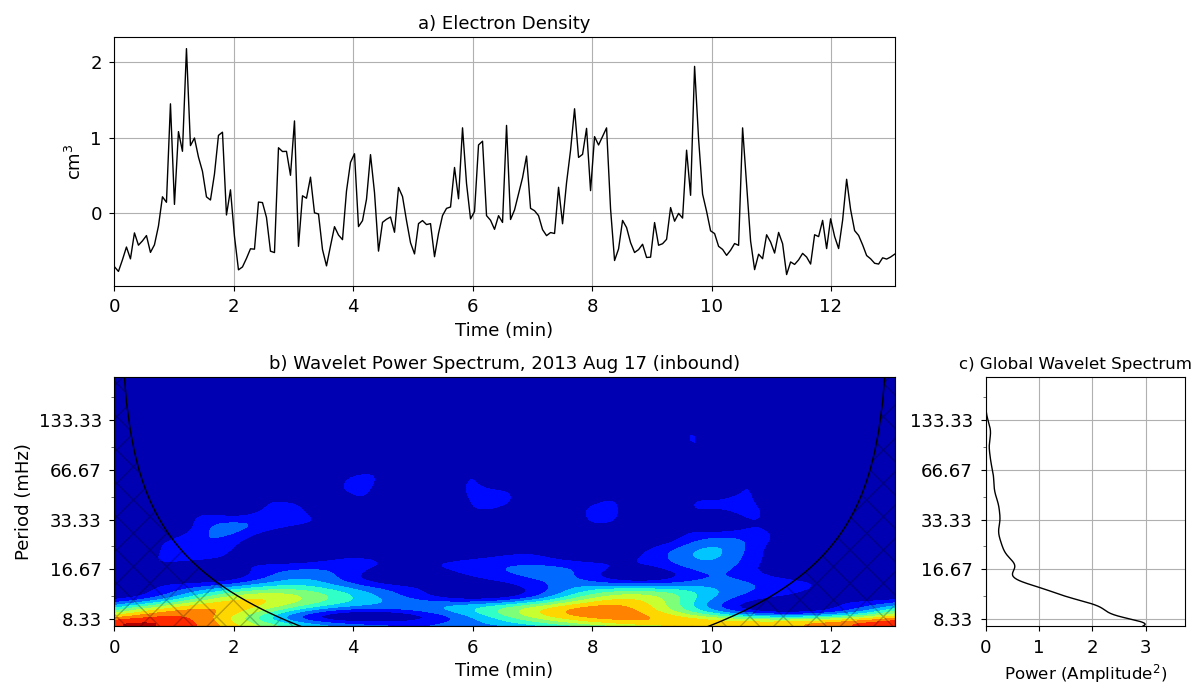 a) Electron Density
cm³
2
1
0
0 2 4 6 8 10 12
Time (min)
b) Wavelet Power Spectrum, 2013 Aug 17 (inbound)
Period (mHz)
133.33
66.67
33.33
16.67
8.33
0 2 4 6 8 10 12
Time (min)
c) Global Wavelet Spectrum
133.33
66.67
33.33
16.67
8.33
0 1 2 3
Power (Amplitude²)